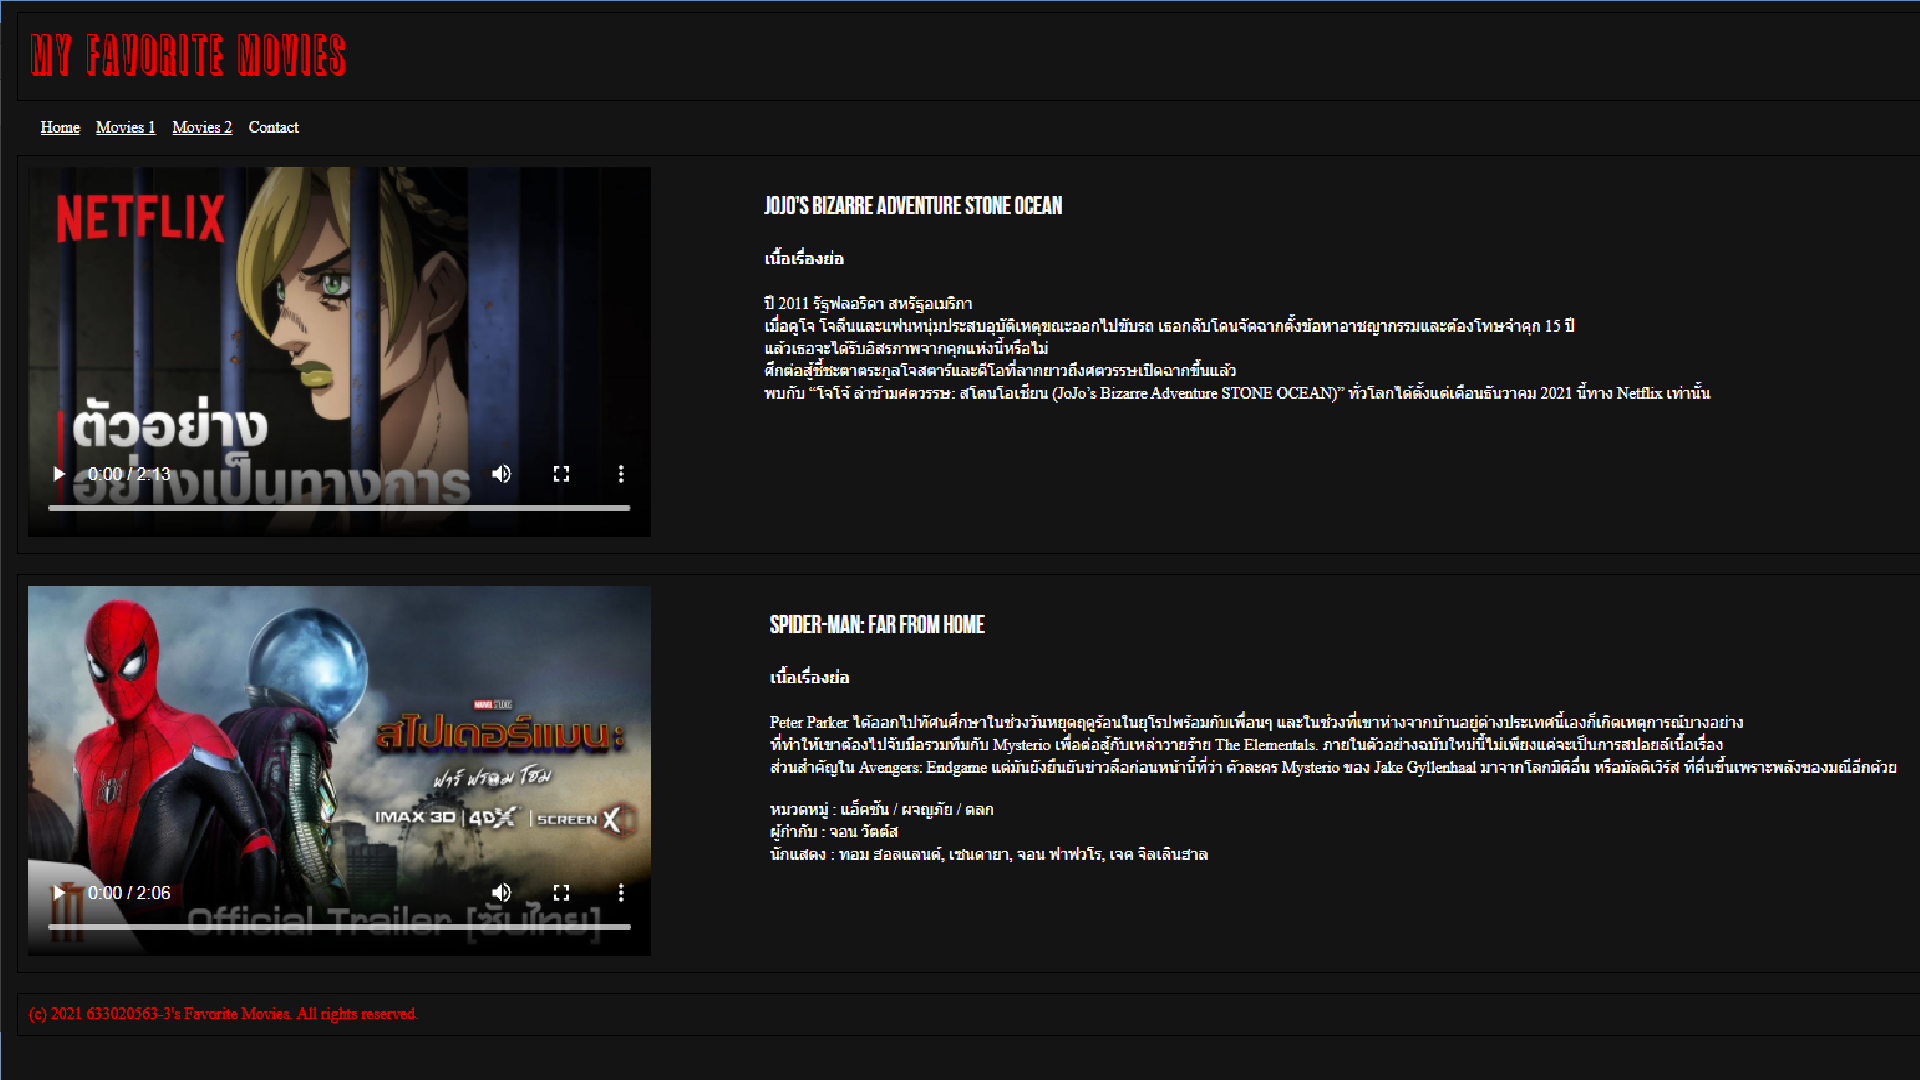 MY FAVORITE MOVIES
Home Movies 1 Movies 2 Contact
NETFLIX
ตัวอย่าง
อย่างเป็นทางการ
0:00 / 2:13
JOJO'S BIZARRE ADVENTURE STONE OCEAN
เนื้อเรื่องย่อ
ปี 2011 รัฐฟลอริดา สหรัฐอเมริกา
เมื่อคูโจ โจลีนและแฟนหนุ่มประสบอุบัติเหตุขณะออกไปขับรถ เธอกลับโดนจัดฉากตั้งข้อหาอาชญากรรมและต้องโทษจำคุก 15 ปี
แล้วเธอจะได้รับอิสรภาพจากคุกแห่งนี้หรือไม่
ศึกต่อสู้ชี้ชะตาตระกูลโจสตาร์และดีโอที่ลากยาวถึงศตวรรษเปิดฉากขึ้นแล้ว
พบกับ “โจโจ้ ล่าข้ามศตวรรษ: สโตนโอเชียน (JoJo’s Bizarre Adventure STONE OCEAN)” ทั่วโลกได้ตั้งแต่เดือนธันวาคม 2021 นี้ทาง Netflix เท่านั้น
MARVEL STUDIOS
สไปเดอร์แมน:
ฟาร์ ฟรอม โฮม
IMAX 3D | 4DX | SCREEN X
0:00 / 2:06
Official Trailer [ซับไทย]
SPIDER-MAN: FAR FROM HOME
เนื้อเรื่องย่อ
Peter Parker ได้ออกไปทัศนศึกษาในช่วงวันหยุดฤดูร้อนในยุโรปพร้อมกับเพื่อนๆ และในช่วงที่เขาห่างจากบ้านอยู่ต่างประเทศนี้เองก็เกิดเหตุการณ์บางอย่าง
ที่ทำให้เขาต้องไปจับมือรวมทีมกับ Mysterio เพื่อต่อสู้กับเหล่าวายร้าย The Elementals. ภายในตัวอย่างฉบับใหม่นี้ไม่เพียงแค่จะเป็นการสปอยล์เนื้อเรื่อง
ส่วนสำคัญใน Avengers: Endgame แต่มันยังยืนยันข่าวลือก่อนหน้านี้ที่ว่า ตัวละคร Mysterio ของ Jake Gyllenhaal มาจากโลกมิติอื่น หรือมัลติเวิร์ส ที่ตื่นขึ้นเพราะพลังของมณีอีกด้วย
หมวดหมู่ : แอ็คชัน / ผจญภัย / ตลก
ผู้กำกับ : จอน วัตต์ส
นักแสดง : ทอม ฮอลแลนด์, เซนดายา, จอน ฟาฟวโร, เจค จิลเลินฮาล
(c) 2021 633020563-3's Favorite Movies. All rights reserved.